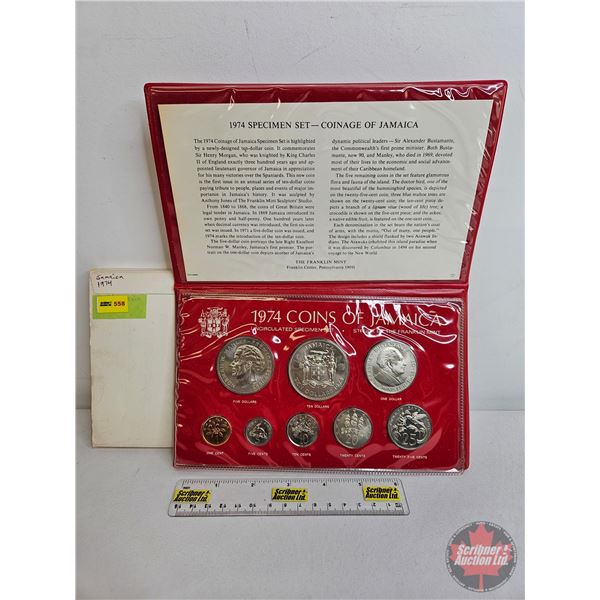 1974 SPECIMEN SET—COINAGE OF JAMAICA
The 1974 Coinage of Jamaica Specimen Set is highlighted
by a newly-designed ten-dollar coin. It commemorates
Sir Henry Morgan, who was knighted by King Charles
II of England exactly three hundred years ago and ap-
pointed lieutenant governor of Jamaica in appreciation
for his many victories over the Spaniards. This new coin
is the first issue in an annual series of ten-dollar coins
paying tribute to people, plants and events of major im-
portance in Jamaica's history. It was sculpted by
Anthony Jones of The Franklin Mint Sculptors' Studio.
From 1840 to 1868, the coins of Great Britain were
legal tender in Jamaica. In 1869 Jamaica introduced its
own penny and half-penny. One hundred years later
when decimal currency was introduced, the first six-coin
set was issued. In 1971 a five dollar coin was issued, and
1974 marks the introduction of the ten-dollar coin.
The five-dollar coin portrays the late Right Excellent
Norman W. Manley, Jamaica's first premier. The por-
trait on the one-dollar coin depicts another of Jamaica's
dynamic political leaders — Sir Alexander Bustamante,
the Commonwealth's first prime minister. Both Busta-
mante, now 90, and Manley, who died in 1969, devoted
most of their lives to the economic and social advance-
ment of their Caribbean homeland.
The five remaining coins in the set feature glamorous
flora and fauna of the island. The doctor-bird, one of the
most beautiful of the hummingbird species, is depicted
on the twenty-five-cent coin; three blue mahoe trees are
shown on the twenty-cent coin; the ten-cent piece de-
picts a branch of a lignum vitae (wood of life) tree; a
crocodile is shown on the five-cent piece; and the ackee,
a native edible fruit, is featured on the one-cent coin.
Each denomination in the set bears the nation's coat
of arms, with the motto, "Out of many, one people."
The design includes a shield flanked by two Arawak In-
dians. The Arawaks inhabited this island paradise when
it was discovered by Columbus in 1494 on his second
voyage to the New World.
THE FRANKLIN MINT
Franklin Center, Pennsylvania 19091
Jamaica
1974
558
1974 COINS OF JAMAICA
UNCIRCULATED SPECIMEN SET
FRANKLIN MINT
JAMAICA
FIVE DOLLARS
TEN DOLLARS
ONE DOLLAR
10
25
ONE CENT
FIVE CENTS
TEN CENTS
TWENTY CENTS
TWENTY FIVE CENTS
1 2 3 4 5 6
Scribner
Auction Ltd.
Scribner
Auction Ltd.
Scribner
Auction Ltd.
Scribner
Auction Ltd.